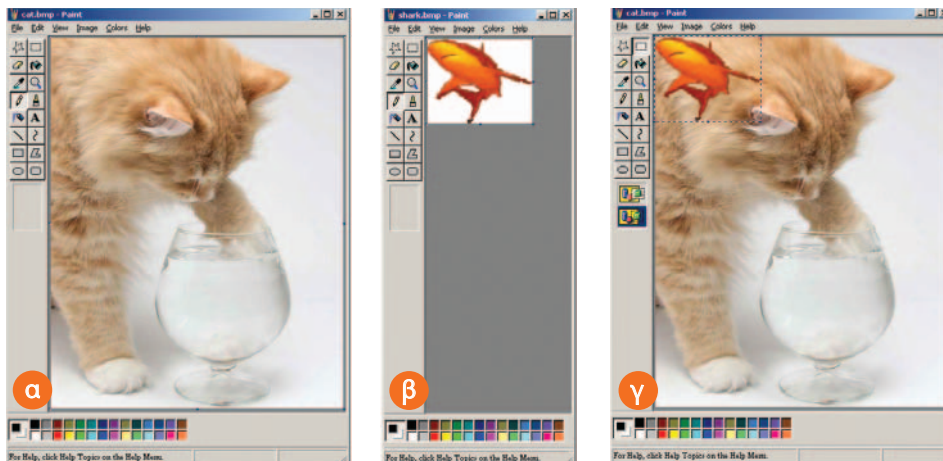 cat.bmp - Paint
File Edit View Image Colors Help
A
α
For Help, click Help Topics on the Help Menu.
shark.bmp - Paint
File Edit View Image Colors Help
A
β
For Help, click Help Topics on the Help Menu.
cat.bmp - Paint
File Edit View Image Colors Help
A
γ
For Help, click Help Topics on the Help Menu.